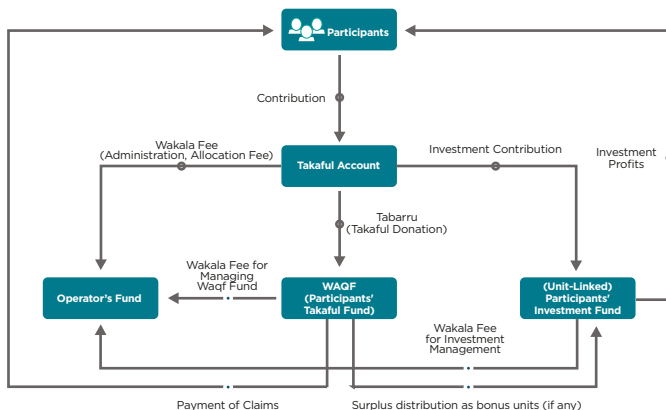 Participants
Contribution
Wakala Fee
(Administration, Allocation Fee)
Takaful Account
Investment Contribution
Investment
Profits
Tabarru
(Takaful Donation)
Wakala Fee for
Managing
Waqf Fund
Operator's Fund
WAQF
(Participants'
Takaful Fund)
(Unit-Linked)
Participants'
Investment Fund
Wakala Fee
for Investment
Management
Payment of Claims
Surplus distribution as bonus units (if any)